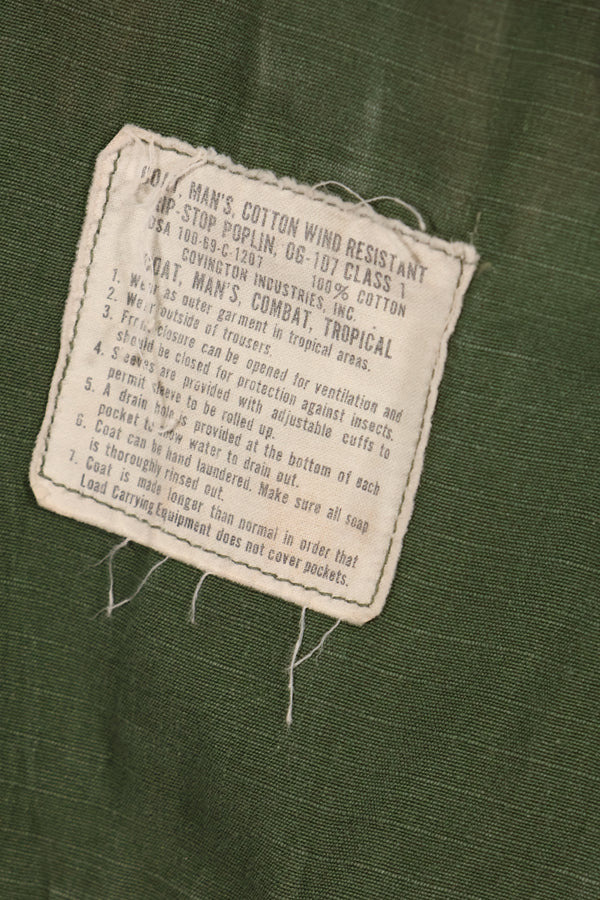 COAT, MAN'S, COTTON WIND RESISTANT
RIP-STOP POPLIN, OG-107 CLASS 1
DSA 100-69-C-1207 100% COTTON
COVINGTON INDUSTRIES, INC.
COAT, MAN'S, COMBAT, TROPICAL
1. Wear as outer garment in tropical areas.
2. Wear outside of trousers.
3. Front closure can be opened for ventilation and
should be closed for protection against insects.
4. Sleeves are provided with adjustable cuffs to
permit sleeve to be rolled up.
5. A drain hole is provided at the bottom of each
pocket to allow water to drain out.
6. Coat can be hand laundered. Make sure all soap
is thoroughly rinsed out.
7. Coat is made longer than normal in order that
Load Carrying Equipment does not cover pockets.